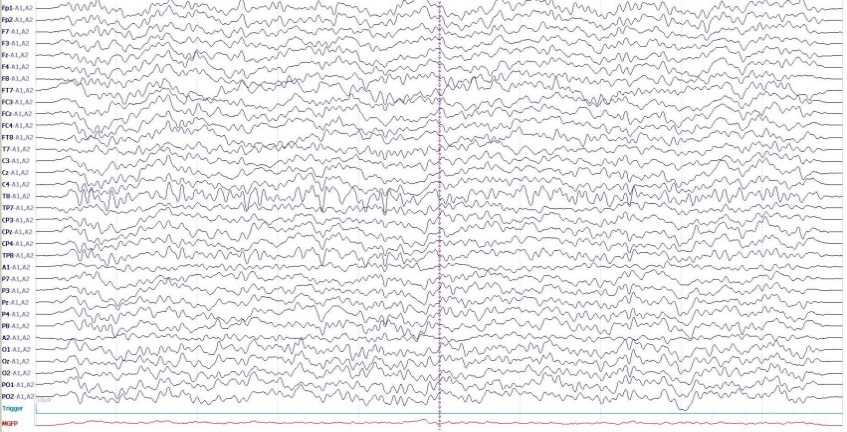 Fp1-A1,A2
Fp2-A1,A2
F7-A1,A2
F3-A1,A2
Fz-A1,A2
F4-A1,A2
F8-A1,A2
FT7-A1,A2
FC3-A1,A2
FCz-A1,A2
FC4-A1,A2
FT8-A1,A2
T7-A1,A2
C3-A1,A2
Cz-A1,A2
C4-A1,A2
T8-A1,A2
TP7-A1,A2
CP3-A1,A2
CPz-A1,A2
CP4-A1,A2
TP8-A1,A2
A1-A1,A2
P7-A1,A2
P3-A1,A2
Pz-A1,A2
P4-A1,A2
P8-A1,A2
A2-A1,A2
O1-A1,A2
Oz-A1,A2
O2-A1,A2
PO1-A1,A2
PO2-A1,A2
Trigger
MGFP